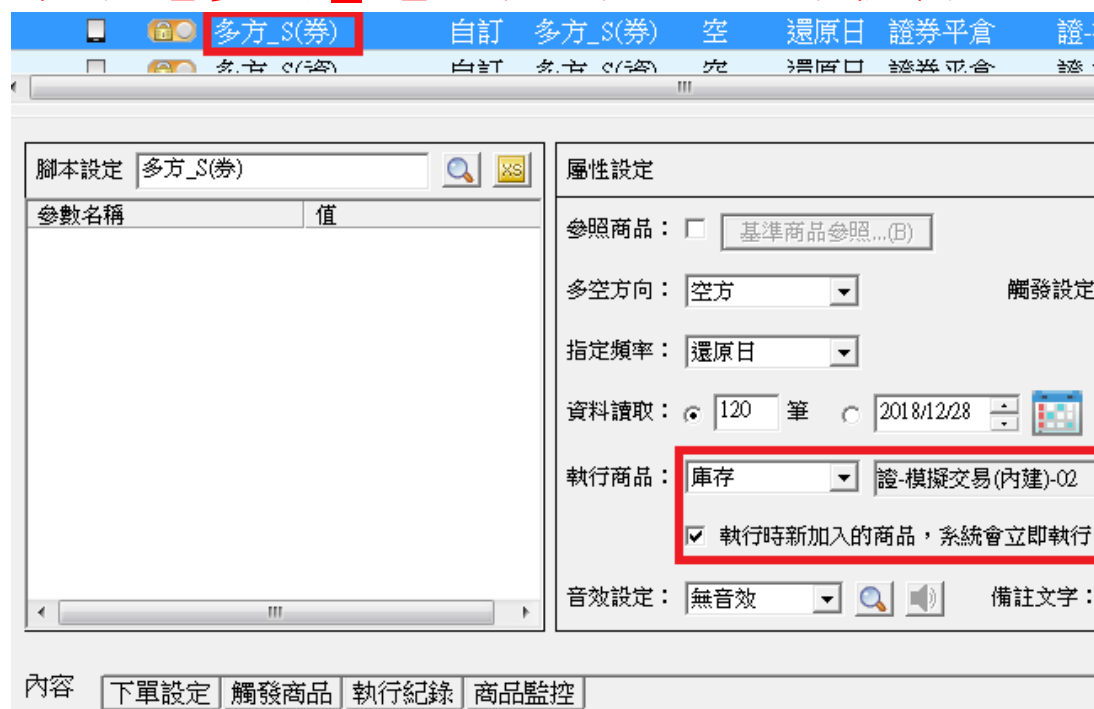 多方_S(券) 自訂 多方_S(券) 空 還原日 證券平倉 證-
腳本設定 多方_S(券) XS
參數名稱 值
屬性設定
參照商品： 基準商品參照...(B)
多空方向： 空方 觸發設定
指定頻率： 還原日
資料讀取： 120 筆 2018/12/28
執行商品： 庫存 證-模擬交易(內建)-02
執行時新加入的商品，系統會立即執行
音效設定： 無音效 備註文字：
內容 下單設定 觸發商品 執行紀錄 商品監控